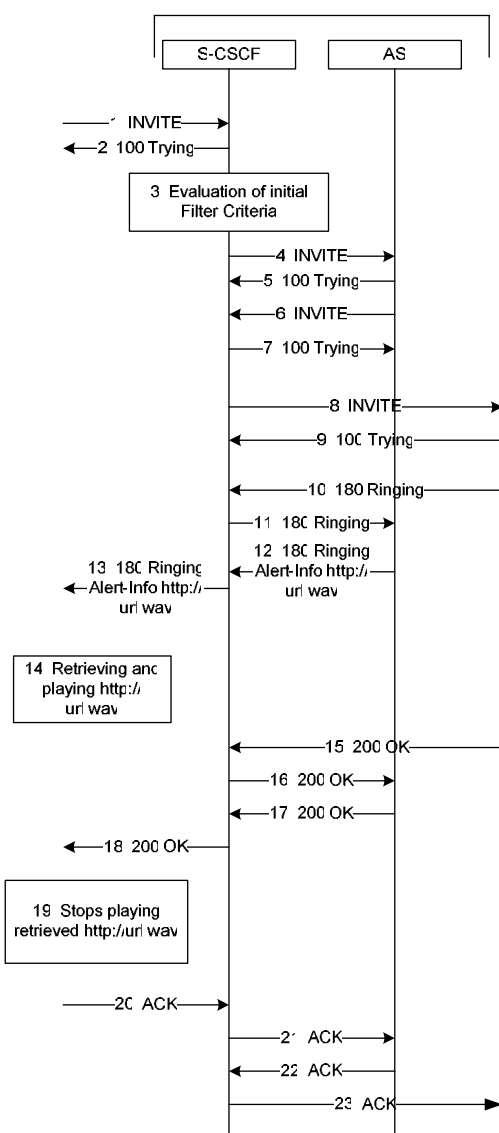 S-CSCF
AS
1 INVITE
2 100 Trying
3 Evaluation of initial
Filter Criteria
4 INVITE
5 100 Trying
6 INVITE
7 100 Trying
8 INVITE
9 100 Trying
10 180 Ringing
11 180 Ringing
12 180 Ringing
Alert-Info http://
url wav
13 180 Ringing
Alert-Info http://
url wav
14 Retrieving and
playing http://
url wav
15 200 OK
16 200 OK
17 200 OK
18 200 OK
19 Stops playing
retrieved http://url wav
20 ACK
21 ACK
22 ACK
23 ACK